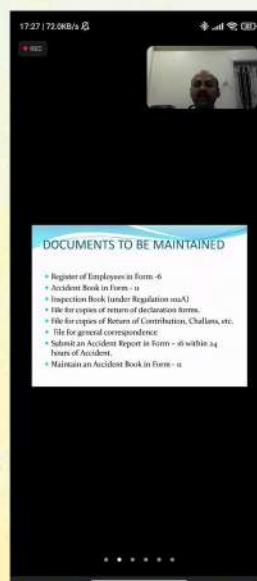 17:27 | 72.0KB/s
REC
DOCUMENTS TO BE MAINTAINED
Register of Employees in Form -6
Accident Book in Form - 11
Inspection Book (under Regulation 102A)
File for copies of return of declaration forms.
File for copies of Return of Contribution, Challans, etc.
File for general correspondence
Submit an Accident Report in Form - 16 within 24
hours of Accident.
Maintain an Accident Book in Form - 11